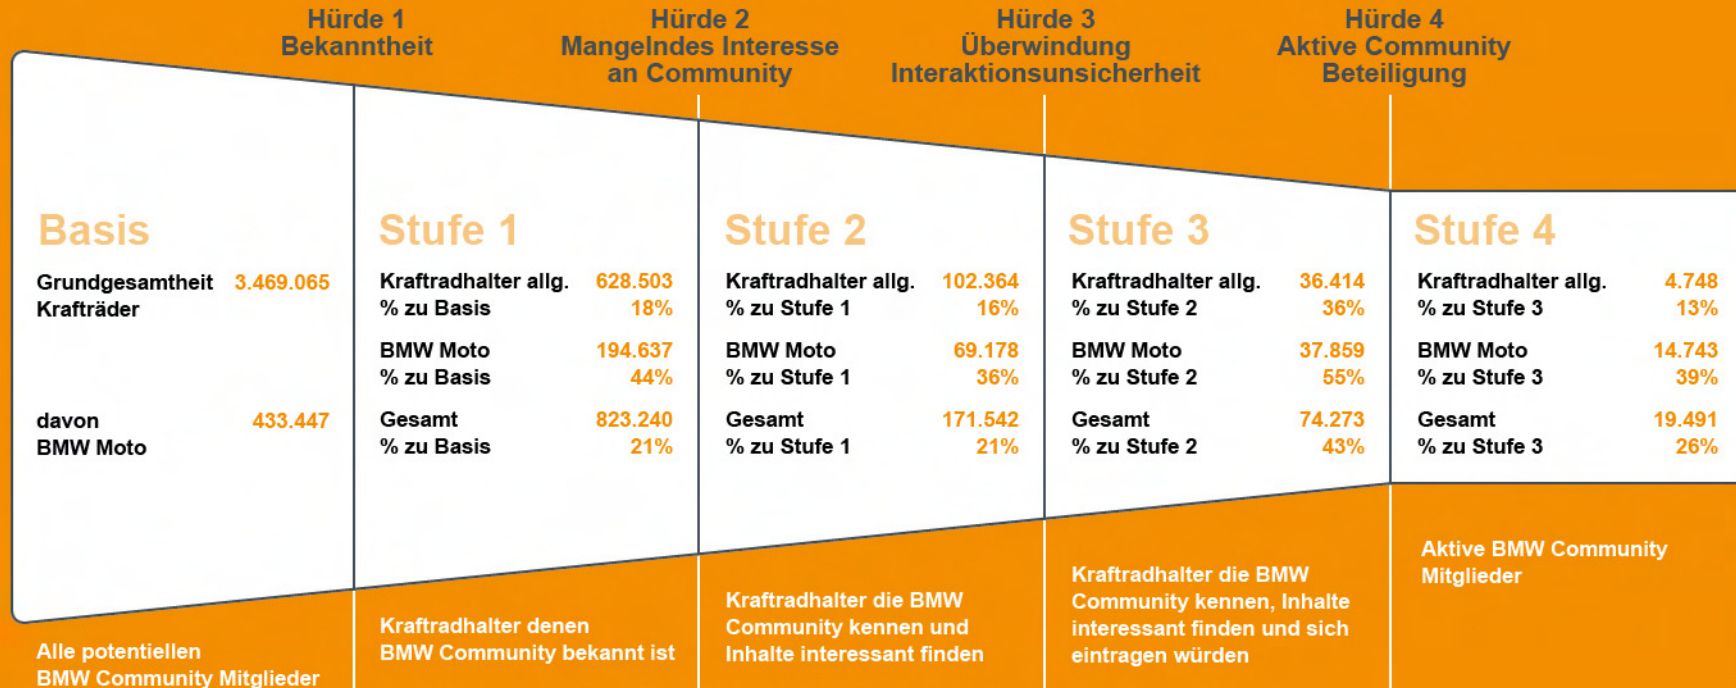 Hürde 1
Bekanntheit
Hürde 2
Mangelndes Interesse
an Community
Hürde 3
Überwindung
Interaktionsunsicherheit
Hürde 4
Aktive Community
Beteiligung
Basis
Grundgesamtheit 3.469.065
Krafträder
davon 433.447
BMW Moto
Alle potentiellen
BMW Community Mitglieder
Stufe 1
Kraftradhalter allg. 628.503
% zu Basis 18%
BMW Moto 194.637
% zu Basis 44%
Gesamt 823.240
% zu Basis 21%
Kraftradhalter denen
BMW Community bekannt ist
Stufe 2
Kraftradhalter allg. 102.364
% zu Stufe 1 16%
BMW Moto 69.178
% zu Stufe 1 36%
Gesamt 171.542
% zu Stufe 1 21%
Kraftradhalter die BMW
Community kennen und
Inhalte interessant finden
Stufe 3
Kraftradhalter allg. 36.414
% zu Stufe 2 36%
BMW Moto 37.859
% zu Stufe 2 55%
Gesamt 74.273
% zu Stufe 2 43%
Kraftradhalter die BMW
Community kennen, Inhalte
interessant finden und sich
eintragen würden
Stufe 4
Kraftradhalter allg. 4.748
% zu Stufe 3 13%
BMW Moto 14.743
% zu Stufe 3 39%
Gesamt 19.491
% zu Stufe 3 26%
Aktive BMW Community
Mitglieder